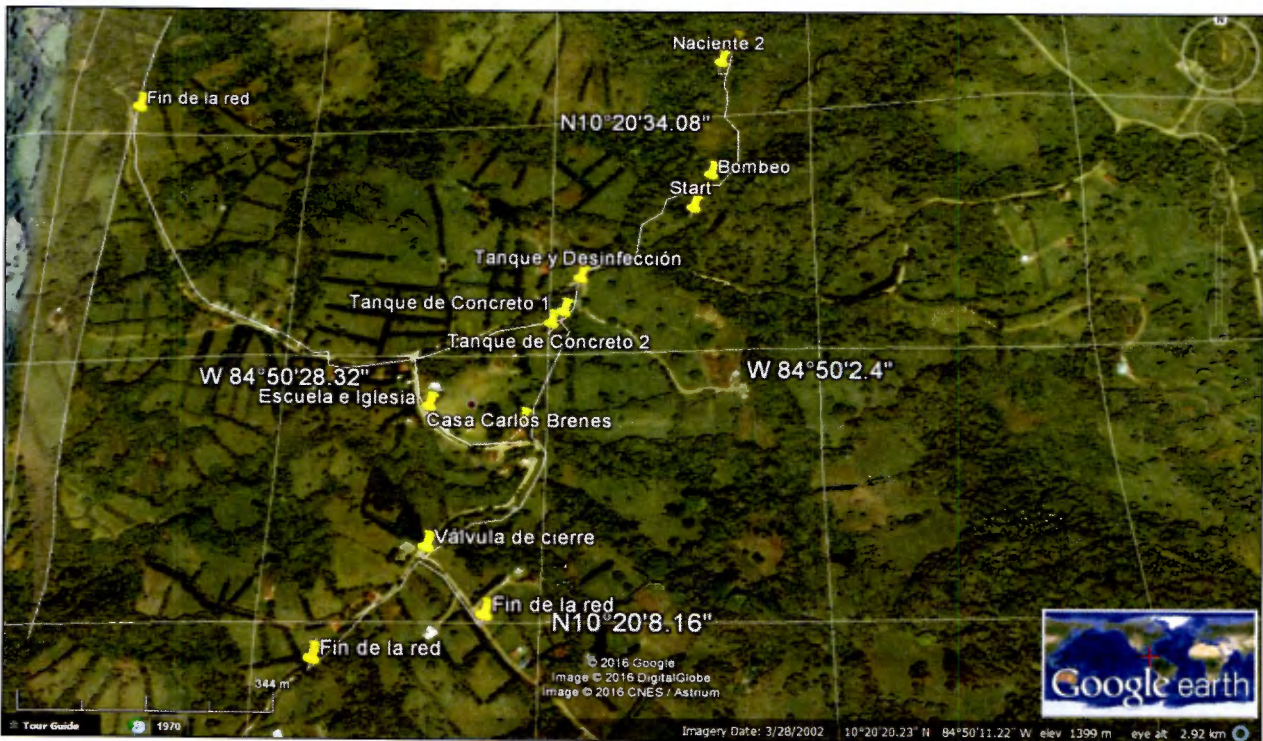 N
Naciente 2
Fin de la red
N10°20'34.08"
Bombeo
Start
Tanque y Desinfección
Tanque de Concreto 1
Tanque de Concreto 2
W 84°50'28.32"
W 84°50'2.4"
Escuela e Iglesia
Casa Carlos Brenes
Válvula de cierre
Fin de la red
N10°20'8.16"
Fin de la red
© 2016 Google
Image © 2016 DigitalGlobe
Image © 2016 CNES / Astrium
344 m
Google earth
Tour Guide
1970
Imagery Date: 3/28/2002 10°20'20.23" N 84°50'11.22" W elev 1399 m eye alt 2.92 km